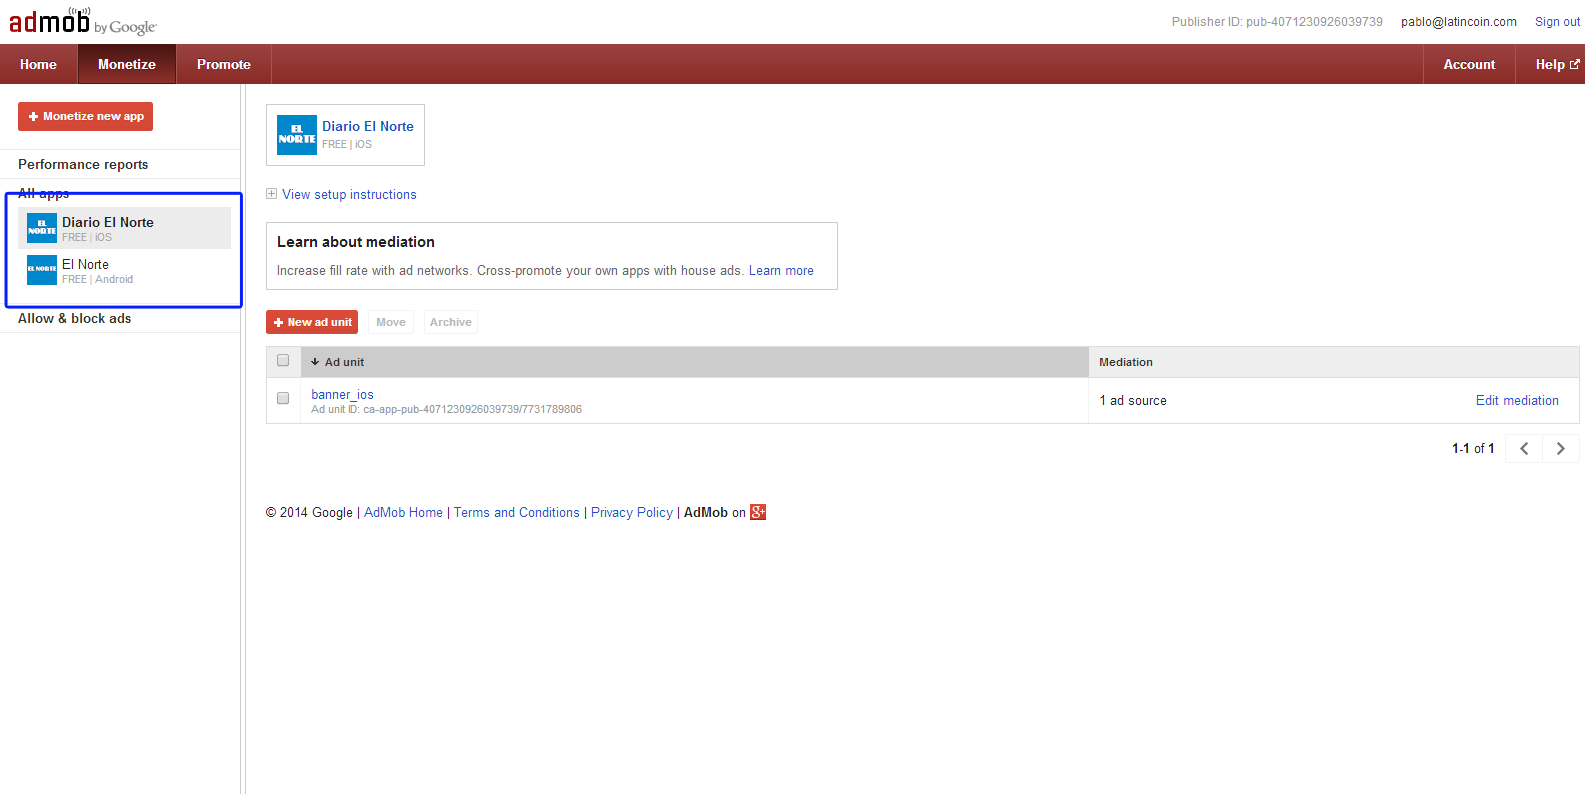 admob by Google
Publisher ID: pub-4071230926039739 pablo@latincoin.com Sign out
Home Monetize Promote Account Help
Monetize new app
Performance reports
All apps
EL NORTE
Diario El Norte
FREE | iOS
EL NORTE
El Norte
FREE | Android
Allow & block ads
EL
NORTE
Diario El Norte
FREE | iOS
View setup instructions
Learn about mediation
Increase fill rate with ad networks. Cross-promote your own apps with house ads. Learn more
New ad unit Move Archive
Ad unit Mediation
banner_ios
Ad unit ID: ca-app-pub-4071230926039739/7731789806
1 ad source Edit mediation
1-1 of 1
© 2014 Google | AdMob Home | Terms and Conditions | Privacy Policy | AdMob on g+